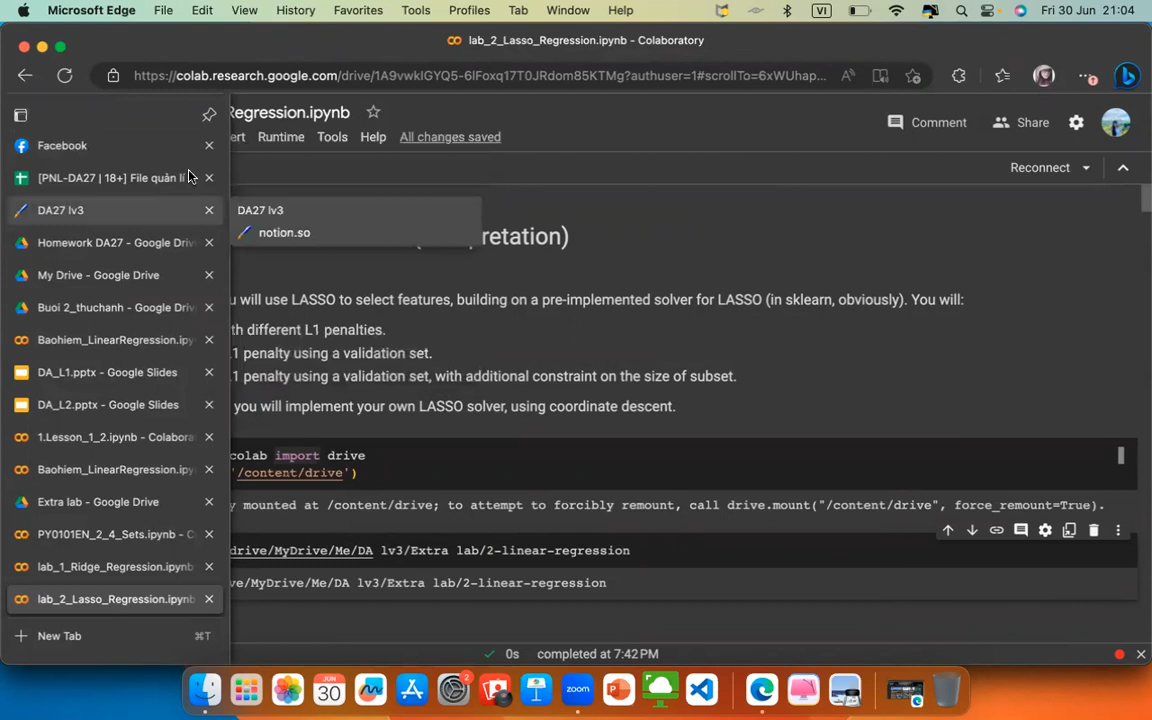 Microsoft Edge File Edit View History Favorites Tools Profiles Tab Window Help VI Fri 30 Jun 21:04
lab_2_Lasso_Regression.ipynb - Colaboratory
https://colab.research.google.com/drive/1A9vwkIGYQ5-6lFoxq17T0JRdom85KTMg?authuser=1#scrollTo=6xWUhap...
Regression.ipynb
ert Runtime Tools Help All changes saved
Comment Share
Reconnect
Facebook
[PNL-DA27 | 18+] File quản lí
DA27 lv3
Homework DA27 - Google Driv
My Drive - Google Drive
Buoi 2_thuchanh - Google Driv
Baohiem_LinearRegression.ipy
DA_L1.pptx - Google Slides
DA_L2.pptx - Google Slides
1.Lesson_1_2.ipynb - Colabora
Baohiem_LinearRegression.ipy
Extra lab - Google Drive
PY0101EN_2_4_Sets.ipynb - C
lab_1_Ridge_Regression.ipynb
lab_2_Lasso_Regression.ipynb
New Tab ⌘T
DA27 lv3
notion.so
retation)
u will use LASSO to select features, building on a pre-implemented solver for LASSO (in sklearn, obviously). You will:
th different L1 penalties.
1 penalty using a validation set.
1 penalty using a validation set, with additional constraint on the size of subset.
you will implement your own LASSO solver, using coordinate descent.
colab import drive
'/content/drive')
y mounted at /content/drive; to attempt to forcibly remount, call drive.mount("/content/drive", force_remount=True).
drive/MyDrive/Me/DA lv3/Extra lab/2-linear-regression
ve/MyDrive/Me/DA lv3/Extra lab/2-linear-regression
0s completed at 7:42 PM
JUN
30
2
zoom